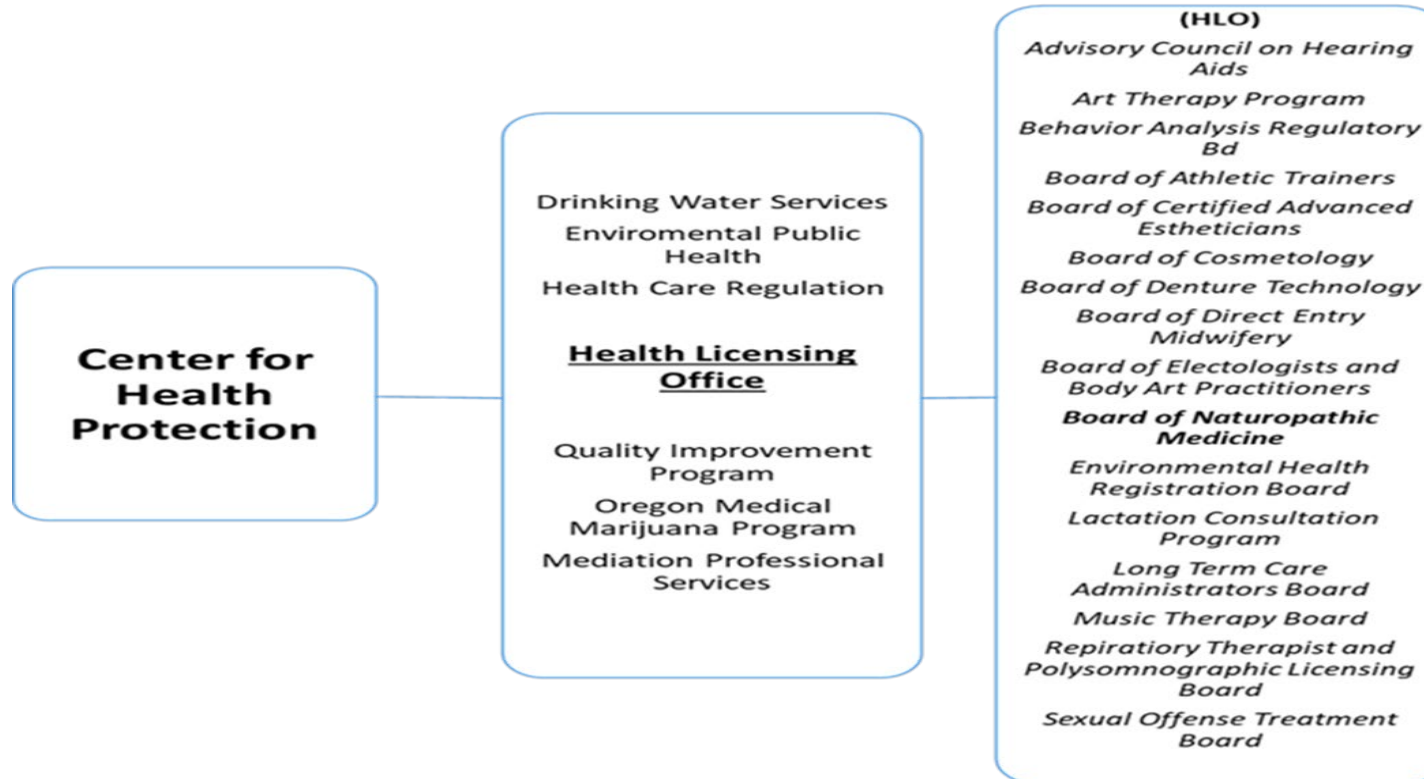 Center for
Health
Protection
Drinking Water Services
Enviromental Public
Health
Health Care Regulation
Health Licensing
Office
Quality Improvement
Program
Oregon Medical
Marijuana Program
Mediation Professional
Services
(HLO)
Advisory Council on Hearing
Aids
Art Therapy Program
Behavior Analysis Regulatory
Bd
Board of Athletic Trainers
Board of Certified Advanced
Estheticians
Board of Cosmetology
Board of Denture Technology
Board of Direct Entry
Midwifery
Board of Electologists and
Body Art Practitioners
Board of Naturopathic
Medicine
Environmental Health
Registration Board
Lactation Consultation
Program
Long Term Care
Administrators Board
Music Therapy Board
Repiratiory Therapist and
Polysomnographic Licensing
Board
Sexual Offense Treatment
Board